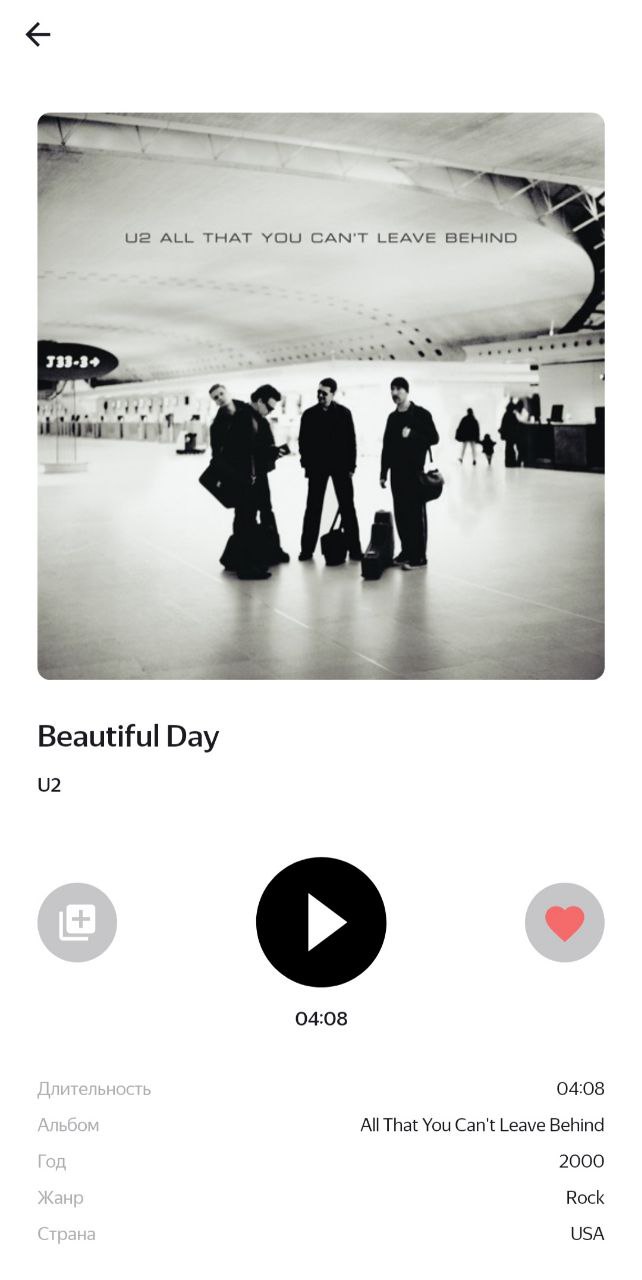 U2 ALL THAT YOU CAN'T LEAVE BEHIND
J33-3→
Beautiful Day
U2
04:08
Длительность 04:08
Альбом All That You Can't Leave Behind
Год 2000
Жанр Rock
Страна USA